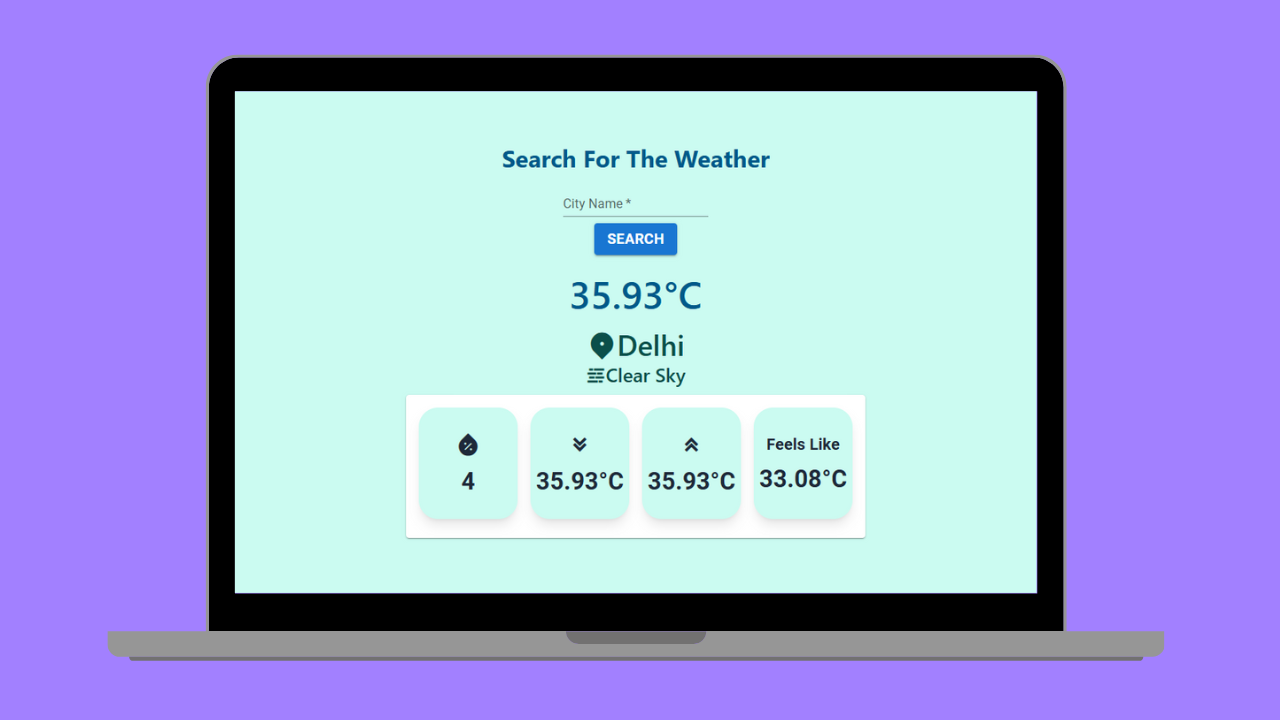 Search For The Weather
City Name *
SEARCH
35.93°C
Delhi
Clear Sky
4
35.93°C
35.93°C
Feels Like
33.08°C